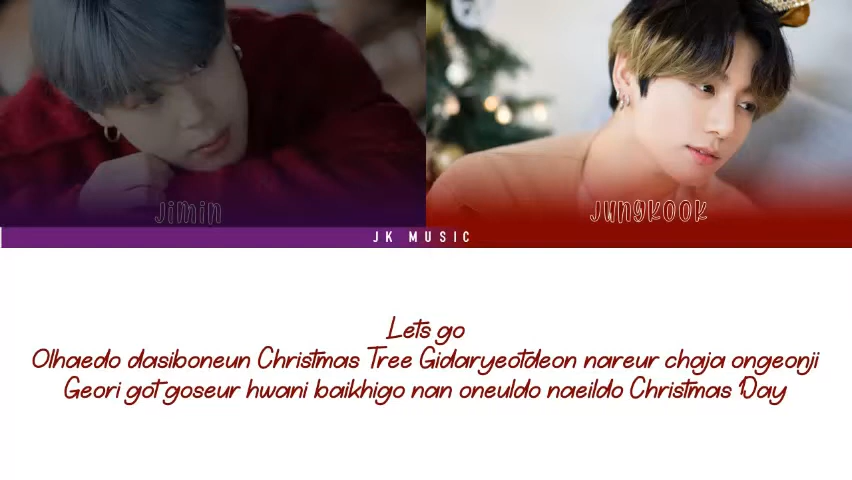 Jimin
Jungkook
JK MUSIC
Lets go
Olhaedo dasiboneun Christmas Tree Gidaryeotdeon nareur chaja ongeonji
Geori got goseur hwani baikhigo nan oneuldo naeildo Christmas Day